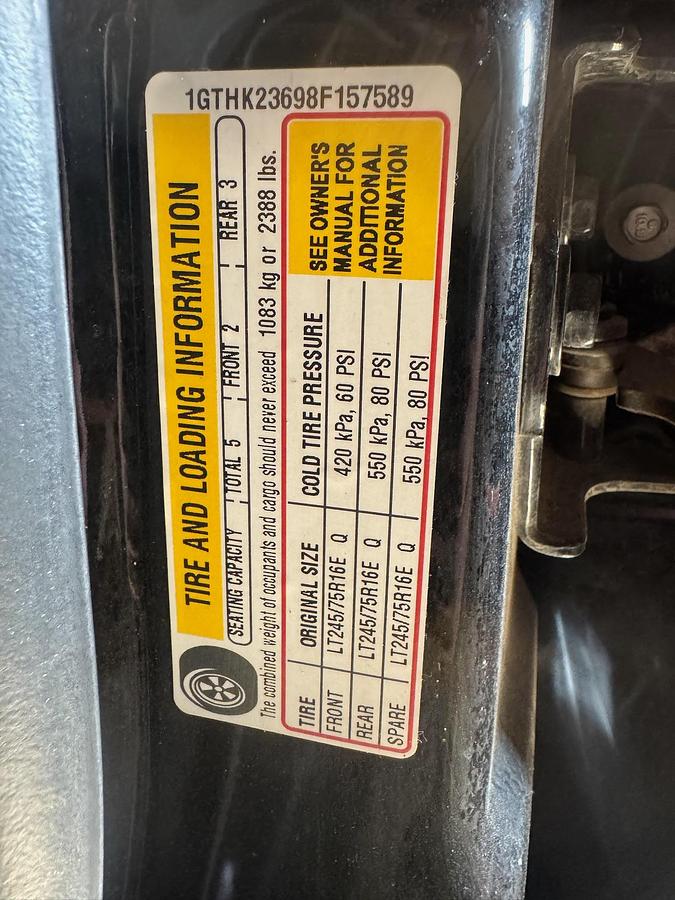 1GTHK23698F157589
TIRE AND LOADING INFORMATION
SEATING CAPACITY TOTAL 5 FRONT 2 REAR 3
The combined weight of occupants and cargo should never exceed 1083 kg or 2388 lbs.
TIRE ORIGINAL SIZE COLD TIRE PRESSURE
FRONT LT245/75R16E Q 420 kPa, 60 PSI
REAR LT245/75R16E Q 550 kPa, 80 PSI
SPARE LT245/75R16E Q 550 kPa, 80 PSI
SEE OWNER'S
MANUAL FOR
ADDITIONAL
INFORMATION